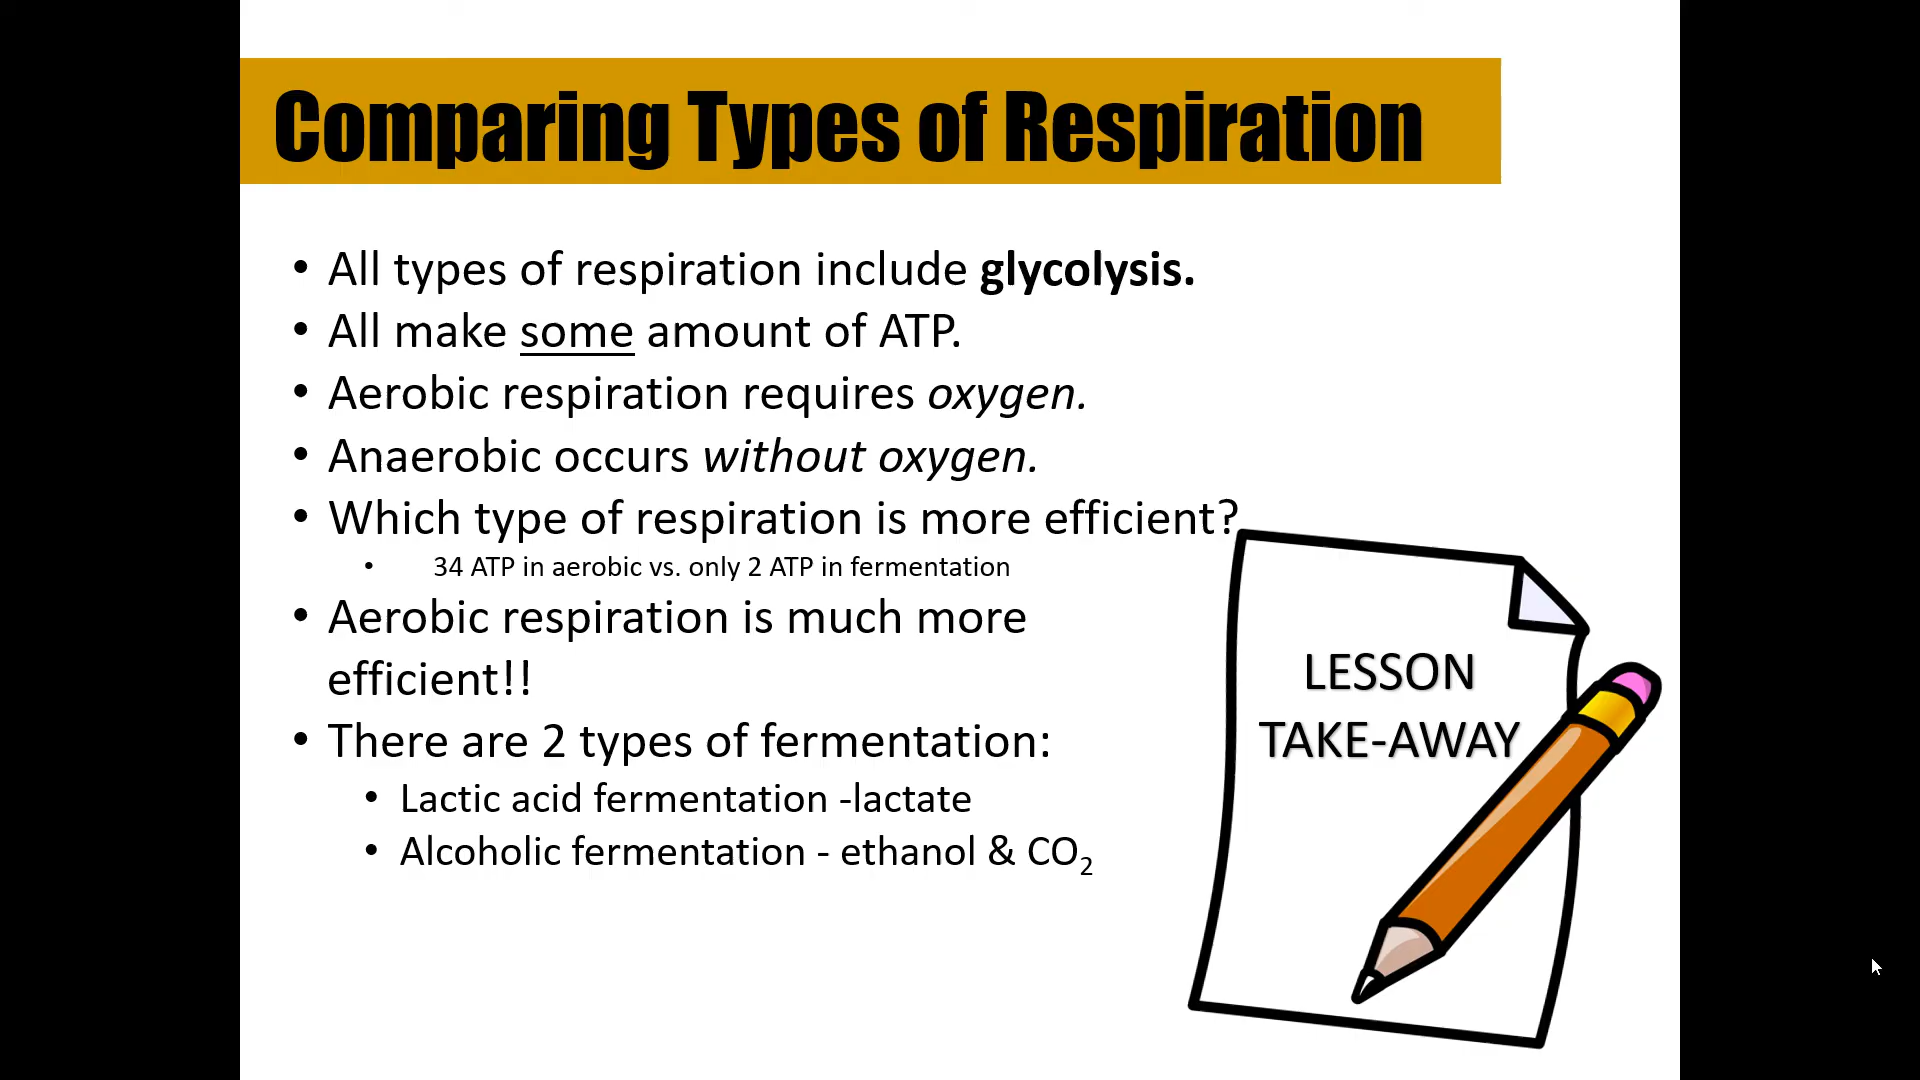 Comparing Types of Respiration
• All types of respiration include glycolysis.
• All make some amount of ATP.
• Aerobic respiration requires oxygen.
• Anaerobic occurs without oxygen.
• Which type of respiration is more efficient?
• 34 ATP in aerobic vs. only 2 ATP in fermentation
• Aerobic respiration is much more
efficient!!
• There are 2 types of fermentation:
• Lactic acid fermentation -lactate
• Alcoholic fermentation - ethanol & CO₂
LESSON
TAKE-AWAY